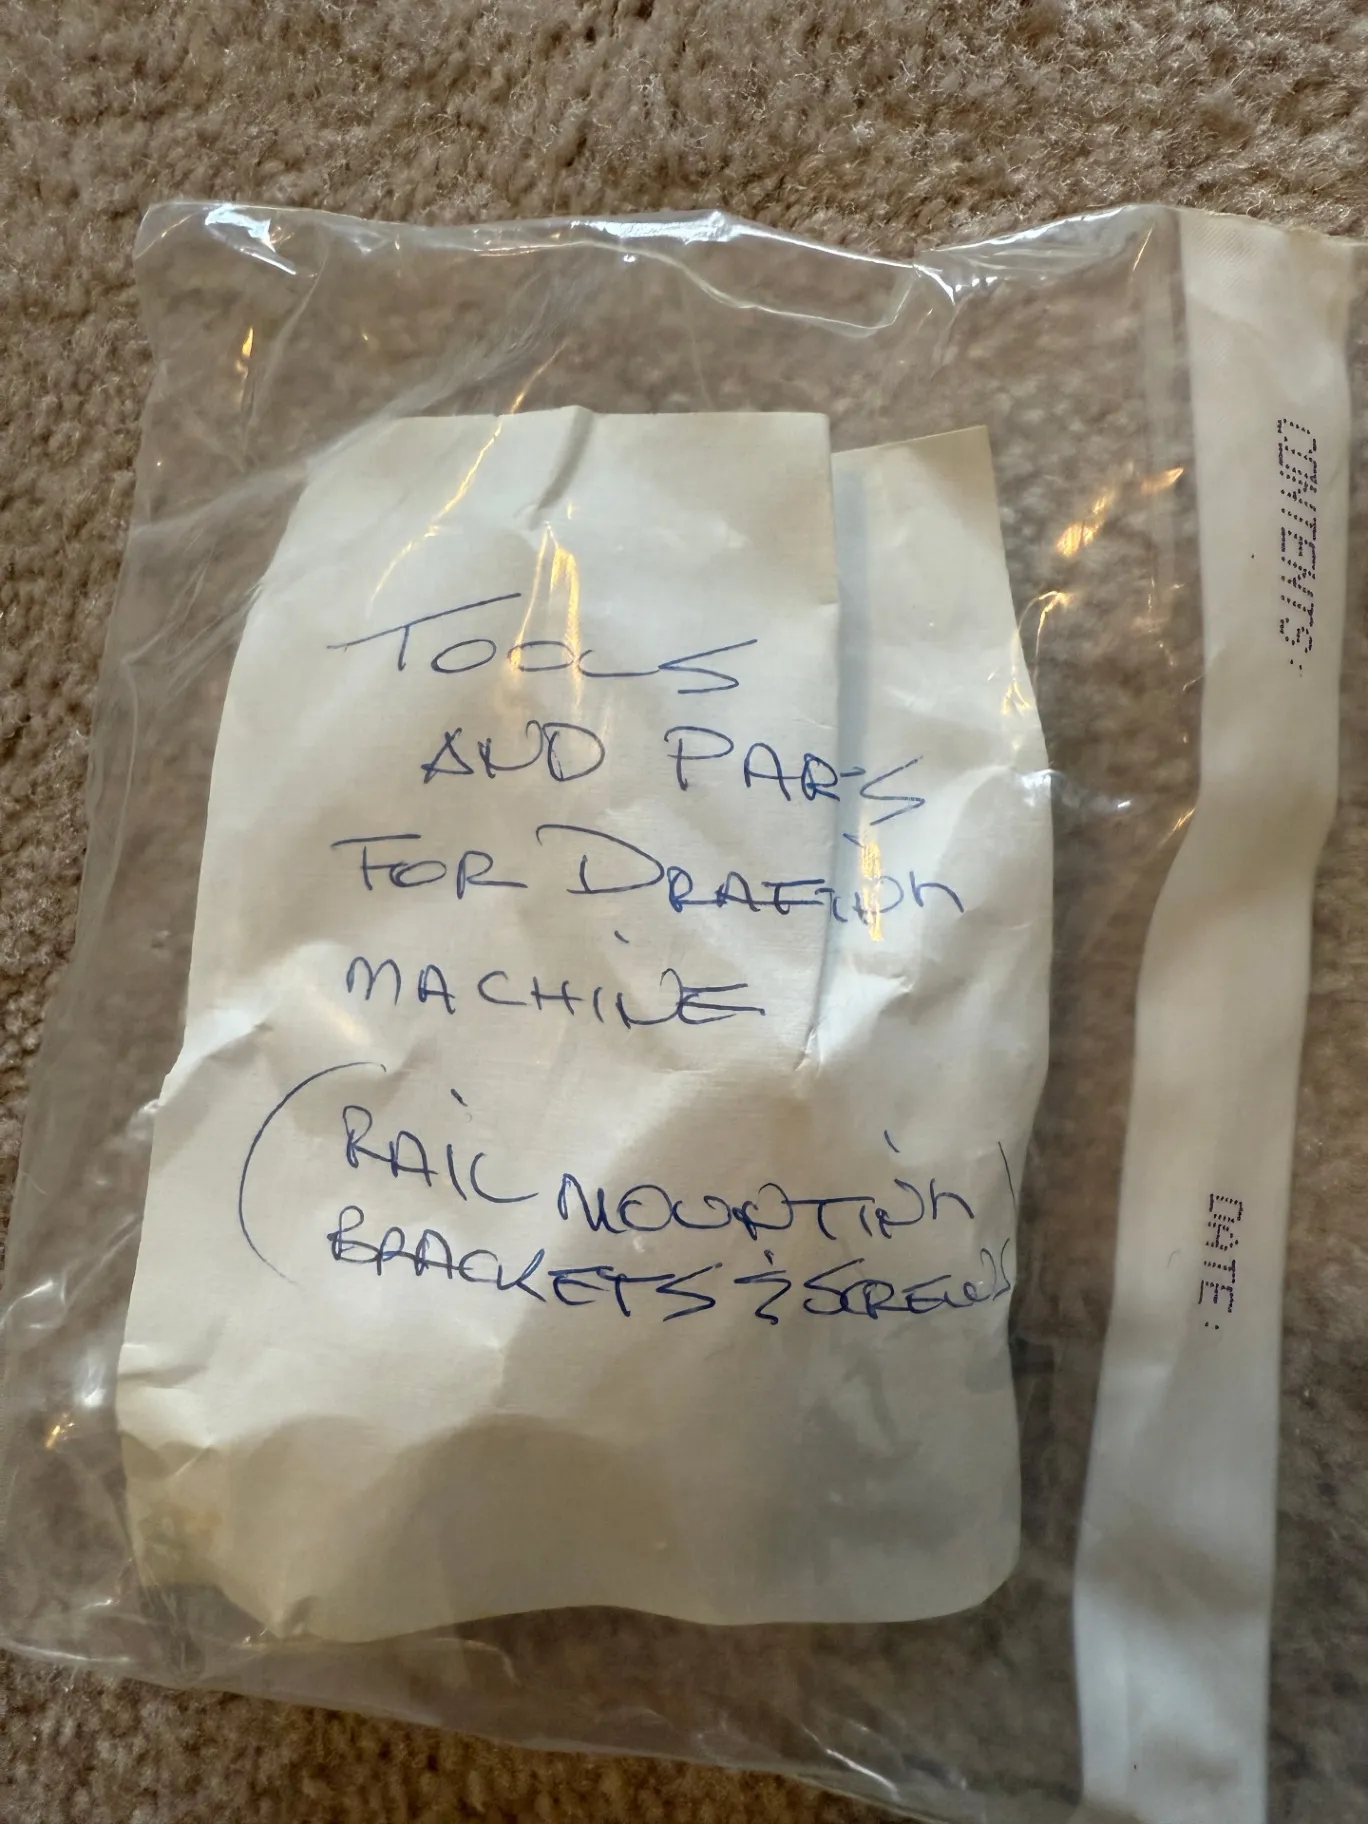 TOOLS
AND PARTS
FOR DRAFTING
MACHINE
(RAIL MOUNTING)
BRACKETS & SCREWS
CONTENTS:
DATE: